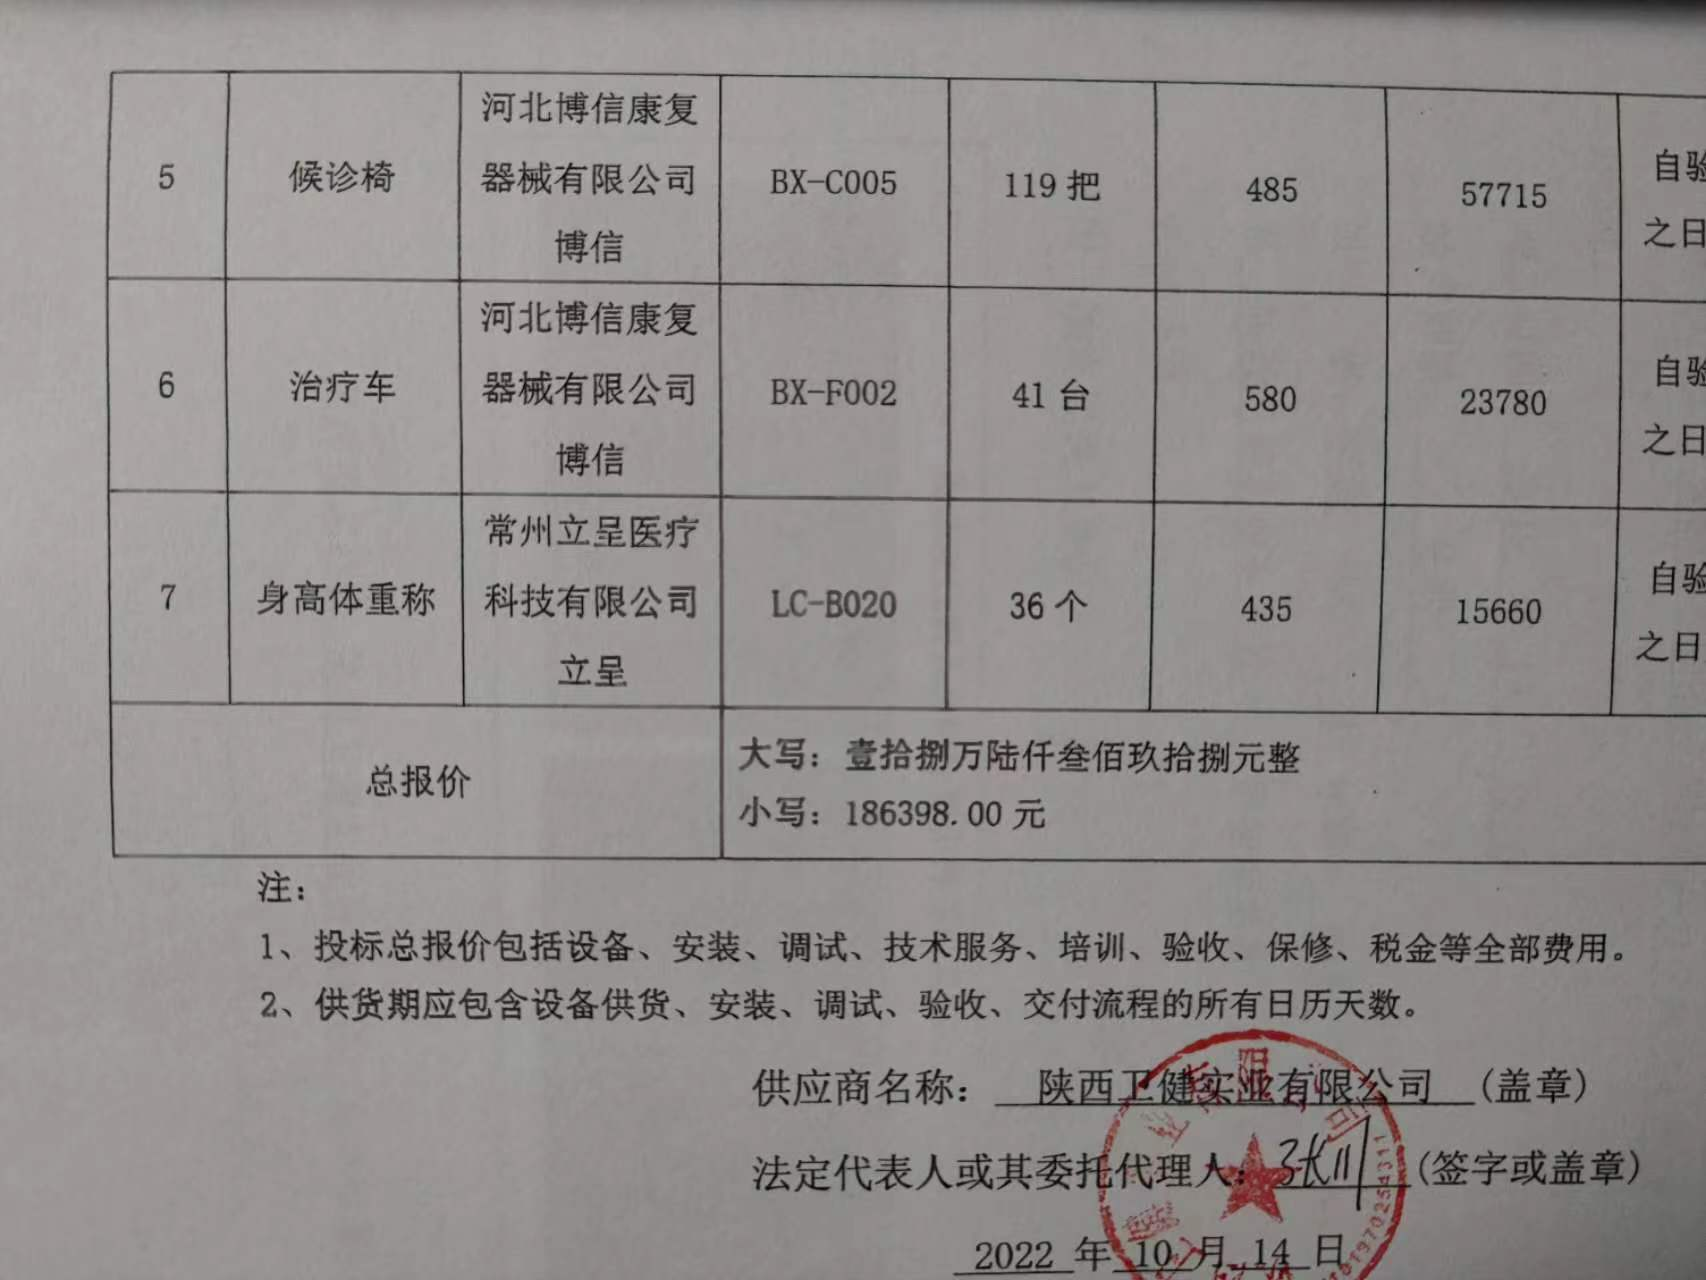 5 候诊椅 河北博信康复器械有限公司 博信 BX-C005 119 把 485 57715 自验 之日
6 治疗车 河北博信康复器械有限公司 博信 BX-F002 41 台 580 23780 自验 之日
7 身高体重称 常州立呈医疗科技有限公司 立呈 LC-B020 36 个 435 15660 自验 之日
总报价
大写：壹拾捌万陆仟叁佰玖拾捌元整
小写：186398.00 元
注：
1、投标总报价包括设备、安装、调试、技术服务、培训、验收、保修、税金等全部费用。
2、供货期应包含设备供货、安装、调试、验收、交付流程的所有日历天数。
供应商名称：陕西卫健实业有限公司（盖章）
法定代表人或其委托代理人：张川（签字或盖章）
2022 年 10 月 14 日